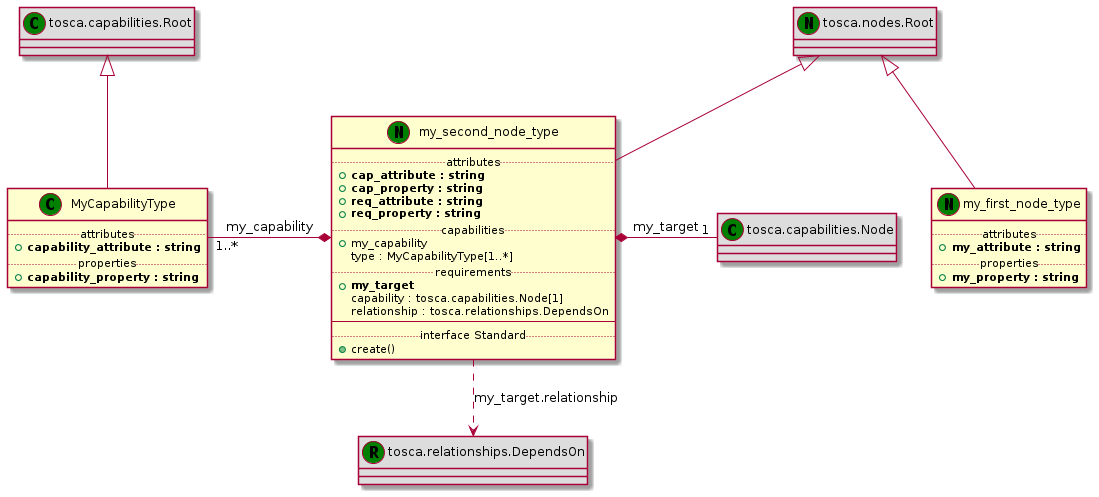 C tosca.capabilities.Root
N tosca.nodes.Root
N my_second_node_type
attributes
cap_attribute : string
cap_property : string
req_attribute : string
req_property : string
capabilities
my_capability
type : MyCapabilityType[1..*]
requirements
my_target
capability : tosca.capabilities.Node[1]
relationship : tosca.relationships.DependsOn
interface Standard
create()
C MyCapabilityType
attributes
capability_attribute : string
properties
capability_property : string
my_capability
1..*
my_target 1
C tosca.capabilities.Node
N my_first_node_type
attributes
my_attribute : string
properties
my_property : string
my_target.relationship
R tosca.relationships.DependsOn